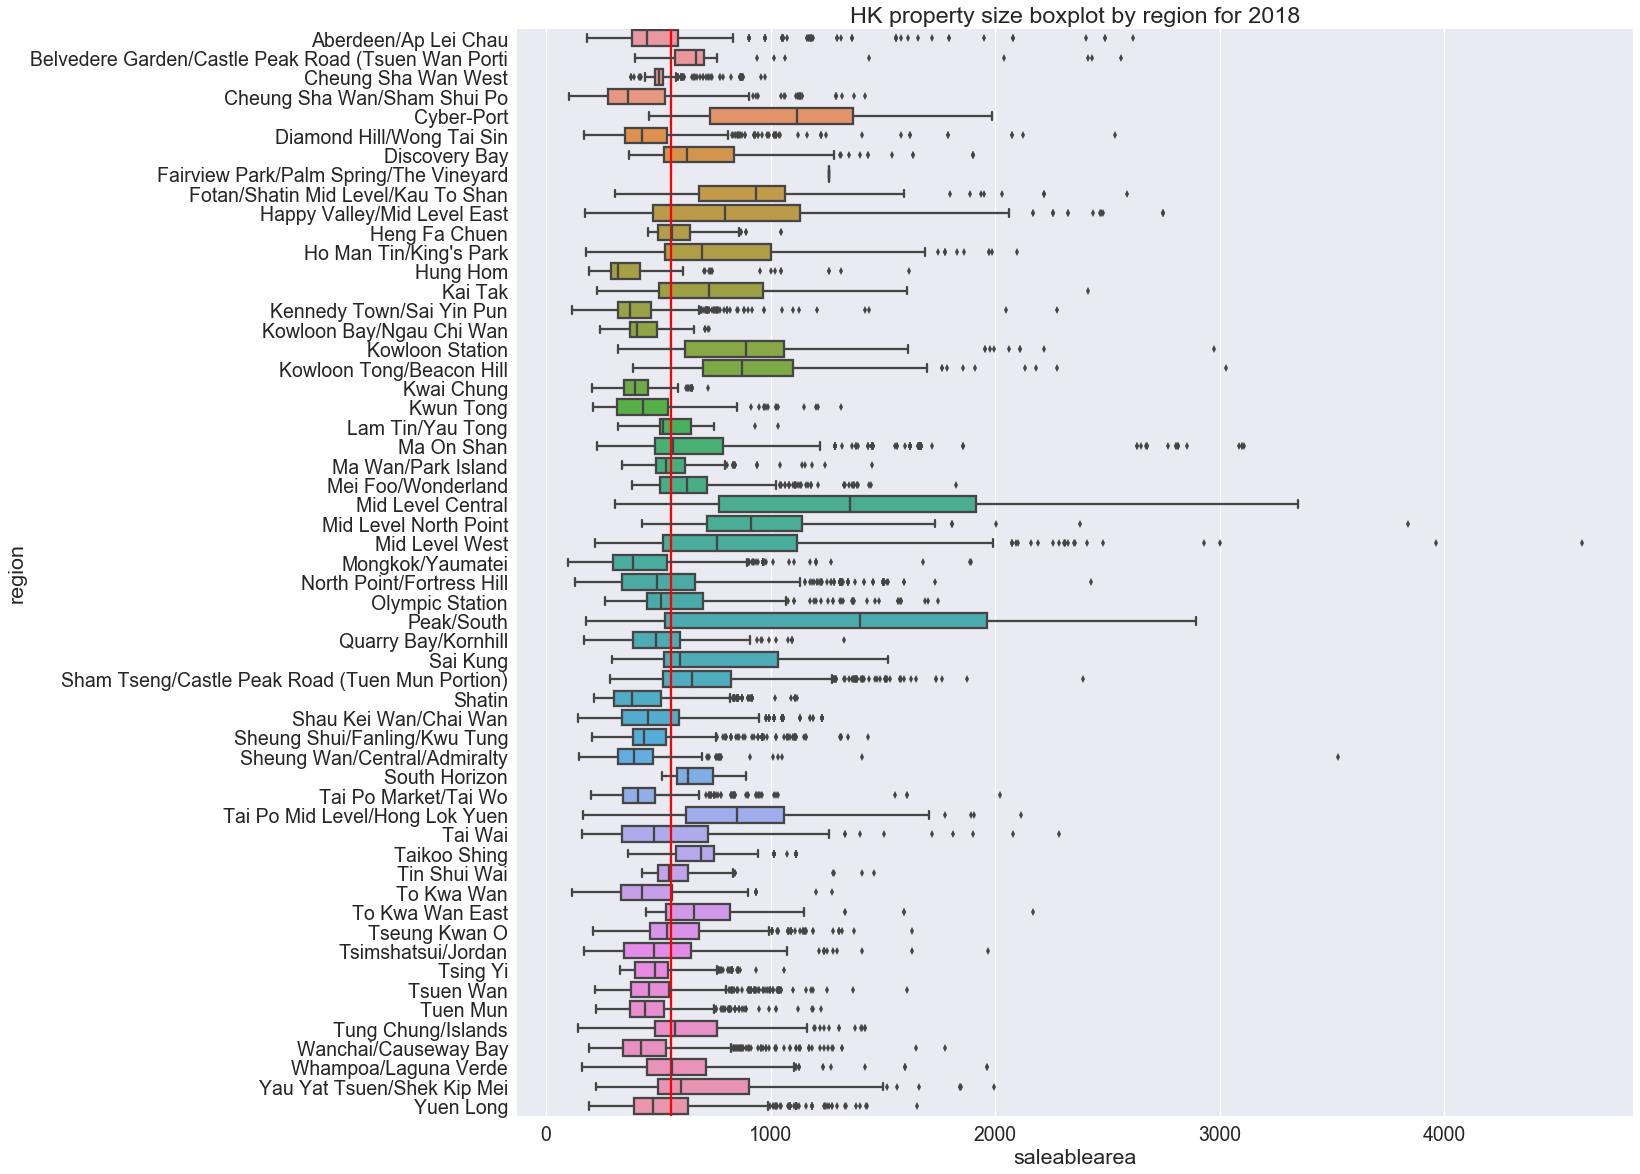 HK property size boxplot by region for 2018
region
Aberdeen/Ap Lei Chau
Belvedere Garden/Castle Peak Road (Tsuen Wan Porti
Cheung Sha Wan West
Cheung Sha Wan/Sham Shui Po
Cyber-Port
Diamond Hill/Wong Tai Sin
Discovery Bay
Fairview Park/Palm Spring/The Vineyard
Fotan/Shatin Mid Level/Kau To Shan
Happy Valley/Mid Level East
Heng Fa Chuen
Ho Man Tin/King's Park
Hung Hom
Kai Tak
Kennedy Town/Sai Yin Pun
Kowloon Bay/Ngau Chi Wan
Kowloon Station
Kowloon Tong/Beacon Hill
Kwai Chung
Kwun Tong
Lam Tin/Yau Tong
Ma On Shan
Ma Wan/Park Island
Mei Foo/Wonderland
Mid Level Central
Mid Level North Point
Mid Level West
Mongkok/Yaumatei
North Point/Fortress Hill
Olympic Station
Peak/South
Quarry Bay/Kornhill
Sai Kung
Sham Tseng/Castle Peak Road (Tuen Mun Portion)
Shatin
Shau Kei Wan/Chai Wan
Sheung Shui/Fanling/Kwu Tung
Sheung Wan/Central/Admiralty
South Horizon
Tai Po Market/Tai Wo
Tai Po Mid Level/Hong Lok Yuen
Tai Wai
Taikoo Shing
Tin Shui Wai
To Kwa Wan
To Kwa Wan East
Tseung Kwan O
Tsimshatsui/Jordan
Tsing Yi
Tsuen Wan
Tuen Mun
Tung Chung/Islands
Wanchai/Causeway Bay
Whampoa/Laguna Verde
Yau Yat Tsuen/Shek Kip Mei
Yuen Long
0 1000 2000 3000 4000
saleablearea